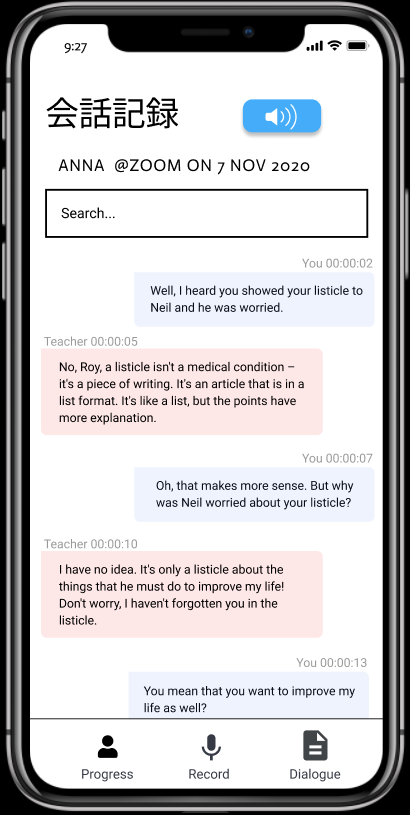 9:27
会話記録
ANNA @ZOOM ON 7 NOV 2020
Search...
You 00:00:02
Well, I heard you showed your listicle to
Neil and he was worried.
Teacher 00:00:05
No, Roy, a listicle isn't a medical condition –
it's a piece of writing. It's an article that is in a
list format. It's like a list, but the points have
more explanation.
You 00:00:07
Oh, that makes more sense. But why
was Neil worried about your listicle?
Teacher 00:00:10
I have no idea. It's only a listicle about the
things that he must do to improve my life!
Don't worry, I haven't forgotten you in the
listicle.
You 00:00:13
You mean that you want to improve my
life as well?
Progress
Record
Dialogue